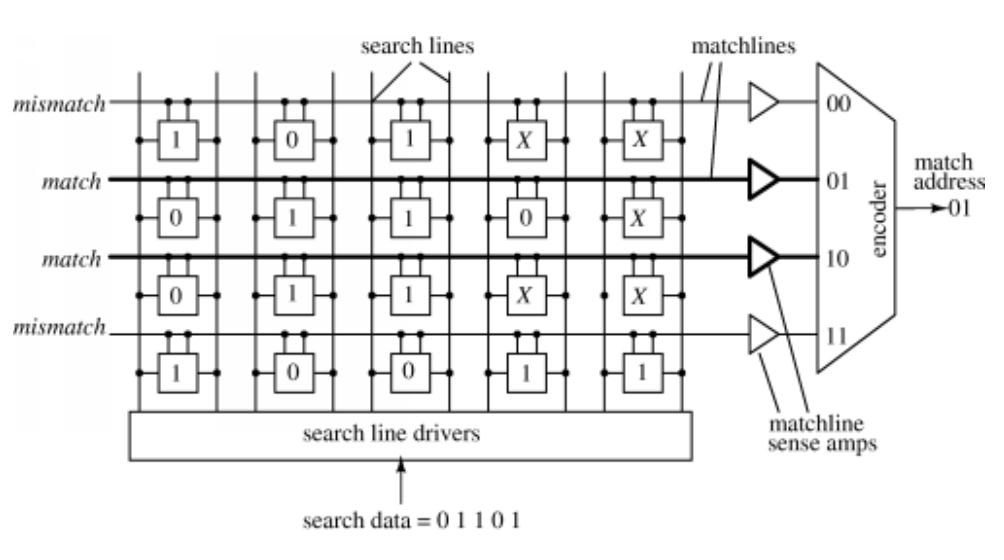 search lines
matchlines
mismatch
00
1 0 1 X X
match
01
match
address
01
0 1 1 0 X
encoder
match
10
0 1 1 X X
mismatch
11
1 0 0 1 1
matchline
sense amps
search line drivers
search data = 0 1 1 0 1